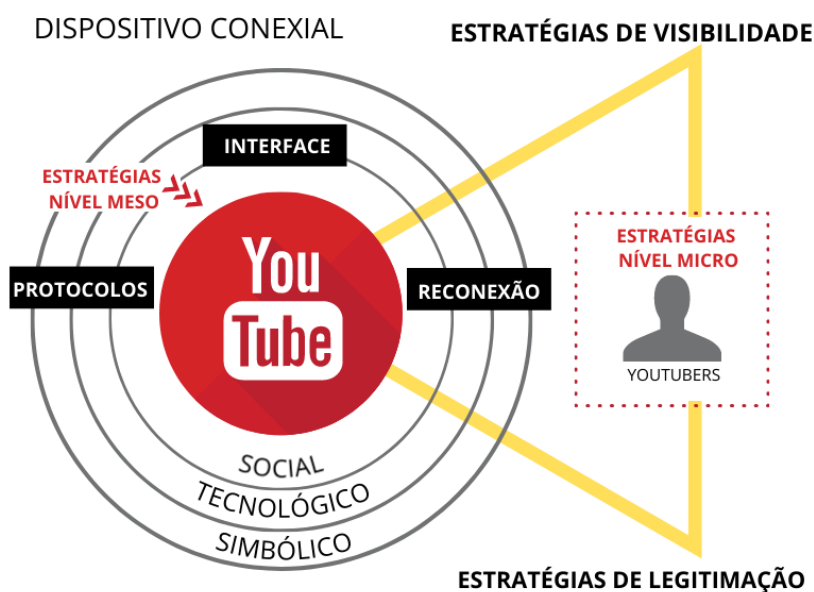 DISPOSITIVO CONEXIAL
ESTRATÉGIAS DE VISIBILIDADE
INTERFACE
ESTRATÉGIAS
NÍVEL MESO
You
Tube
PROTOCOLOS
RECONEXÃO
ESTRATÉGIAS
NÍVEL MICRO
YOUTUBERS
SOCIAL
TECNOLÓGICO
SIMBÓLICO
ESTRATÉGIAS DE LEGITIMAÇÃO